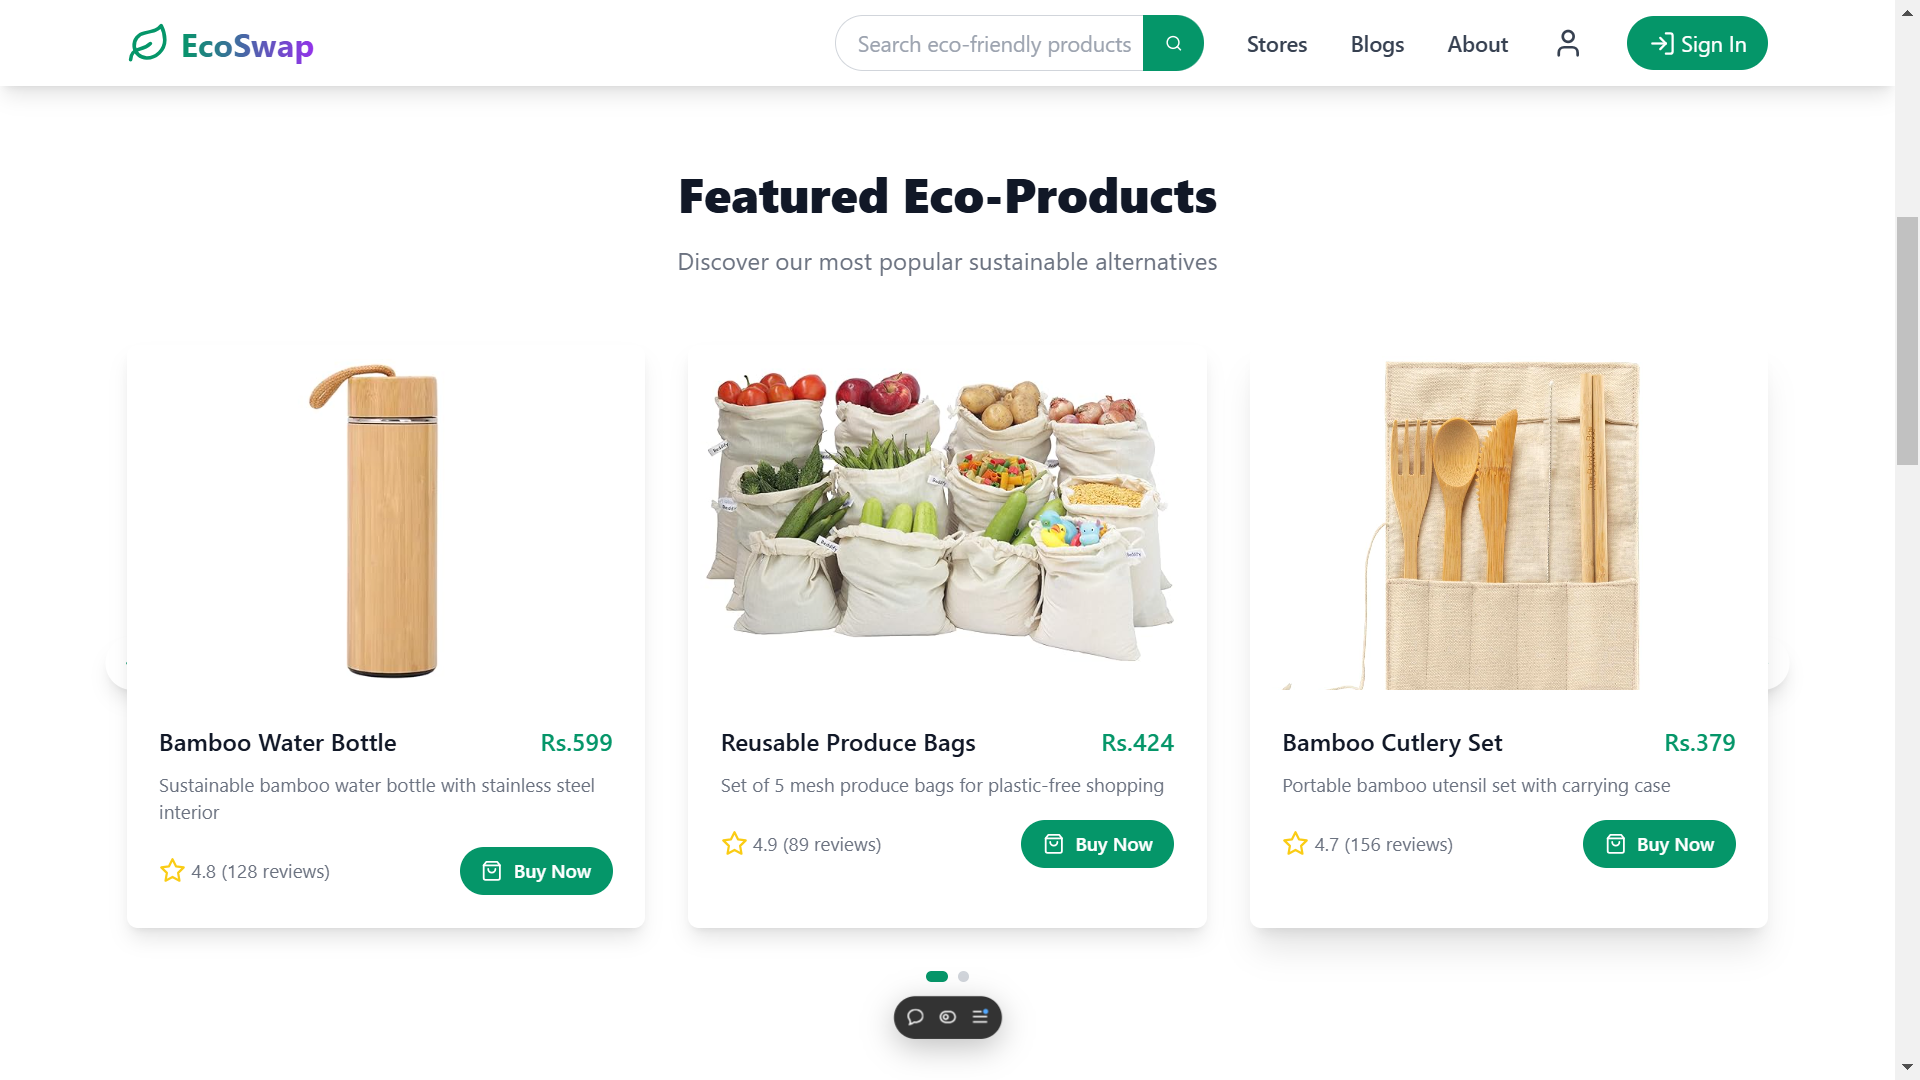 EcoSwap
Search eco-friendly products
Stores
Blogs
About
Sign In
Featured Eco-Products
Discover our most popular sustainable alternatives
Bamboo Water Bottle
Rs.599
Sustainable bamboo water bottle with stainless steel
interior
4.8 (128 reviews)
Buy Now
Reusable Produce Bags
Rs.424
Set of 5 mesh produce bags for plastic-free shopping
4.9 (89 reviews)
Buy Now
Bamboo Cutlery Set
Rs.379
Portable bamboo utensil set with carrying case
4.7 (156 reviews)
Buy Now